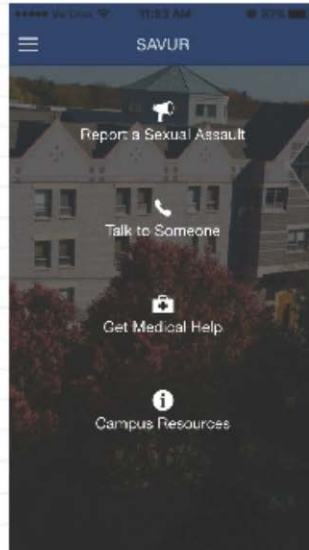 SAVUR
Report a Sexual Assault
Talk to Someone
Get Medical Help
Campus Resources